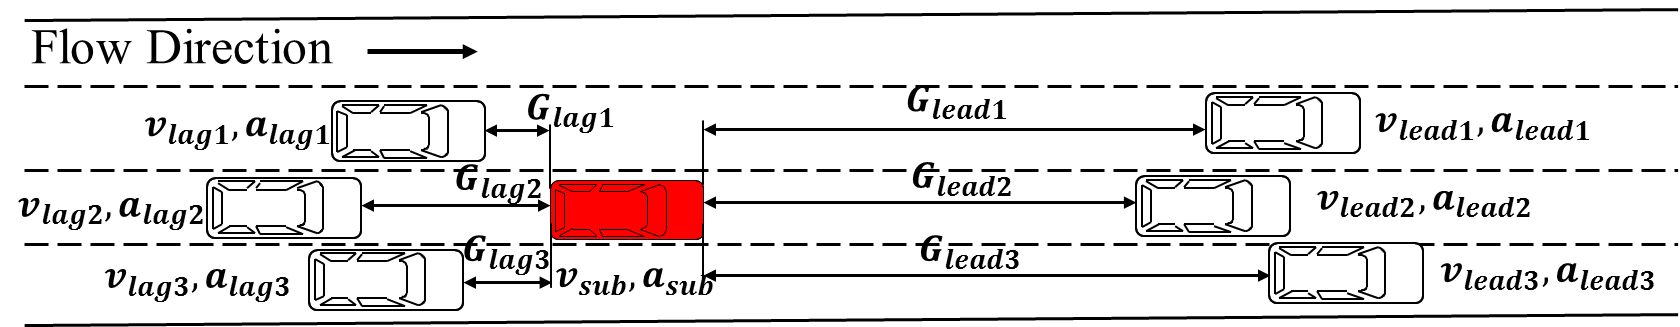 Flow Direction
G_lag1
G_lead1
v_lag1, a_lag1
v_lead1, a_lead1
G_lag2
G_lead2
v_lag2, a_lag2
v_lead2, a_lead2
G_lag3
G_lead3
v_lag3, a_lag3
v_sub, a_sub
v_lead3, a_lead3